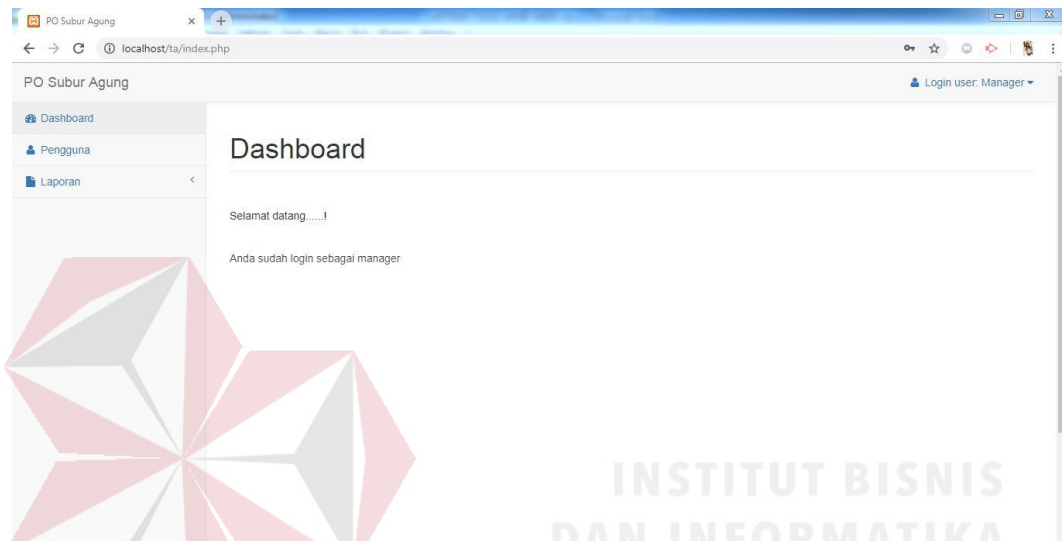 PO Subur Agung
localhost/ta/index.php
PO Subur Agung
Login user: Manager
Dashboard
Pengguna
Laporan
Dashboard
Selamat datang......!
Anda sudah login sebagai manager
INSTITUT BISNIS
DAN INFORMATIKA